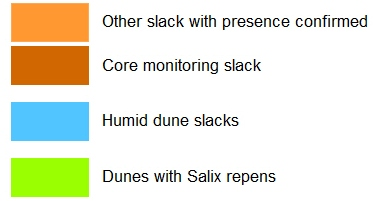 Other slack with presence confirmed
Core monitoring slack
Humid dune slacks
Dunes with Salix repens